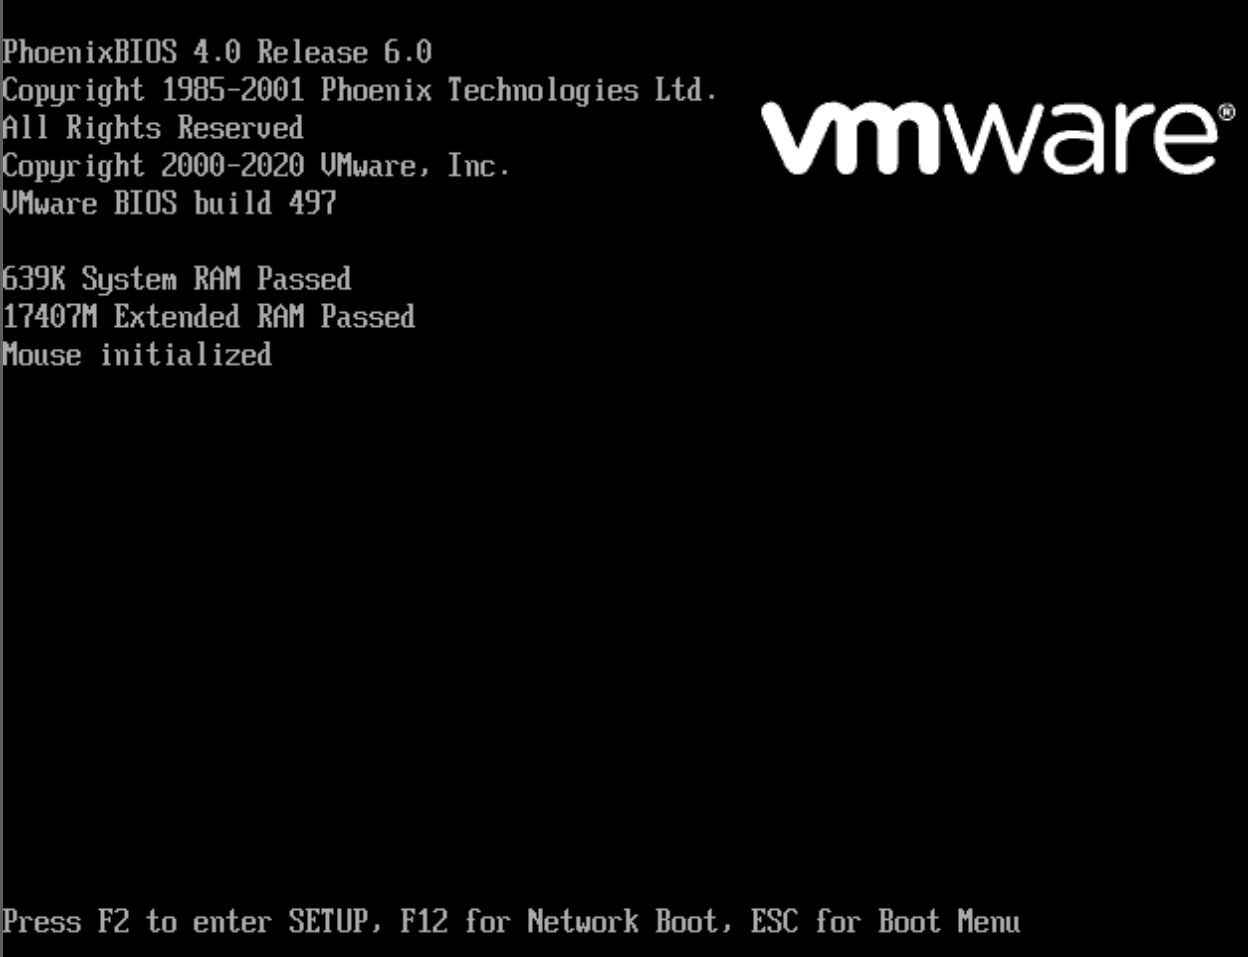 PhoenixBIOS 4.0 Release 6.0
Copyright 1985-2001 Phoenix Technologies Ltd.
All Rights Reserved
Copyright 2000-2020 VMware, Inc.
VMware BIOS build 497
vmware®
639K System RAM Passed
17407M Extended RAM Passed
Mouse initialized
Press F2 to enter SETUP, F12 for Network Boot, ESC for Boot Menu